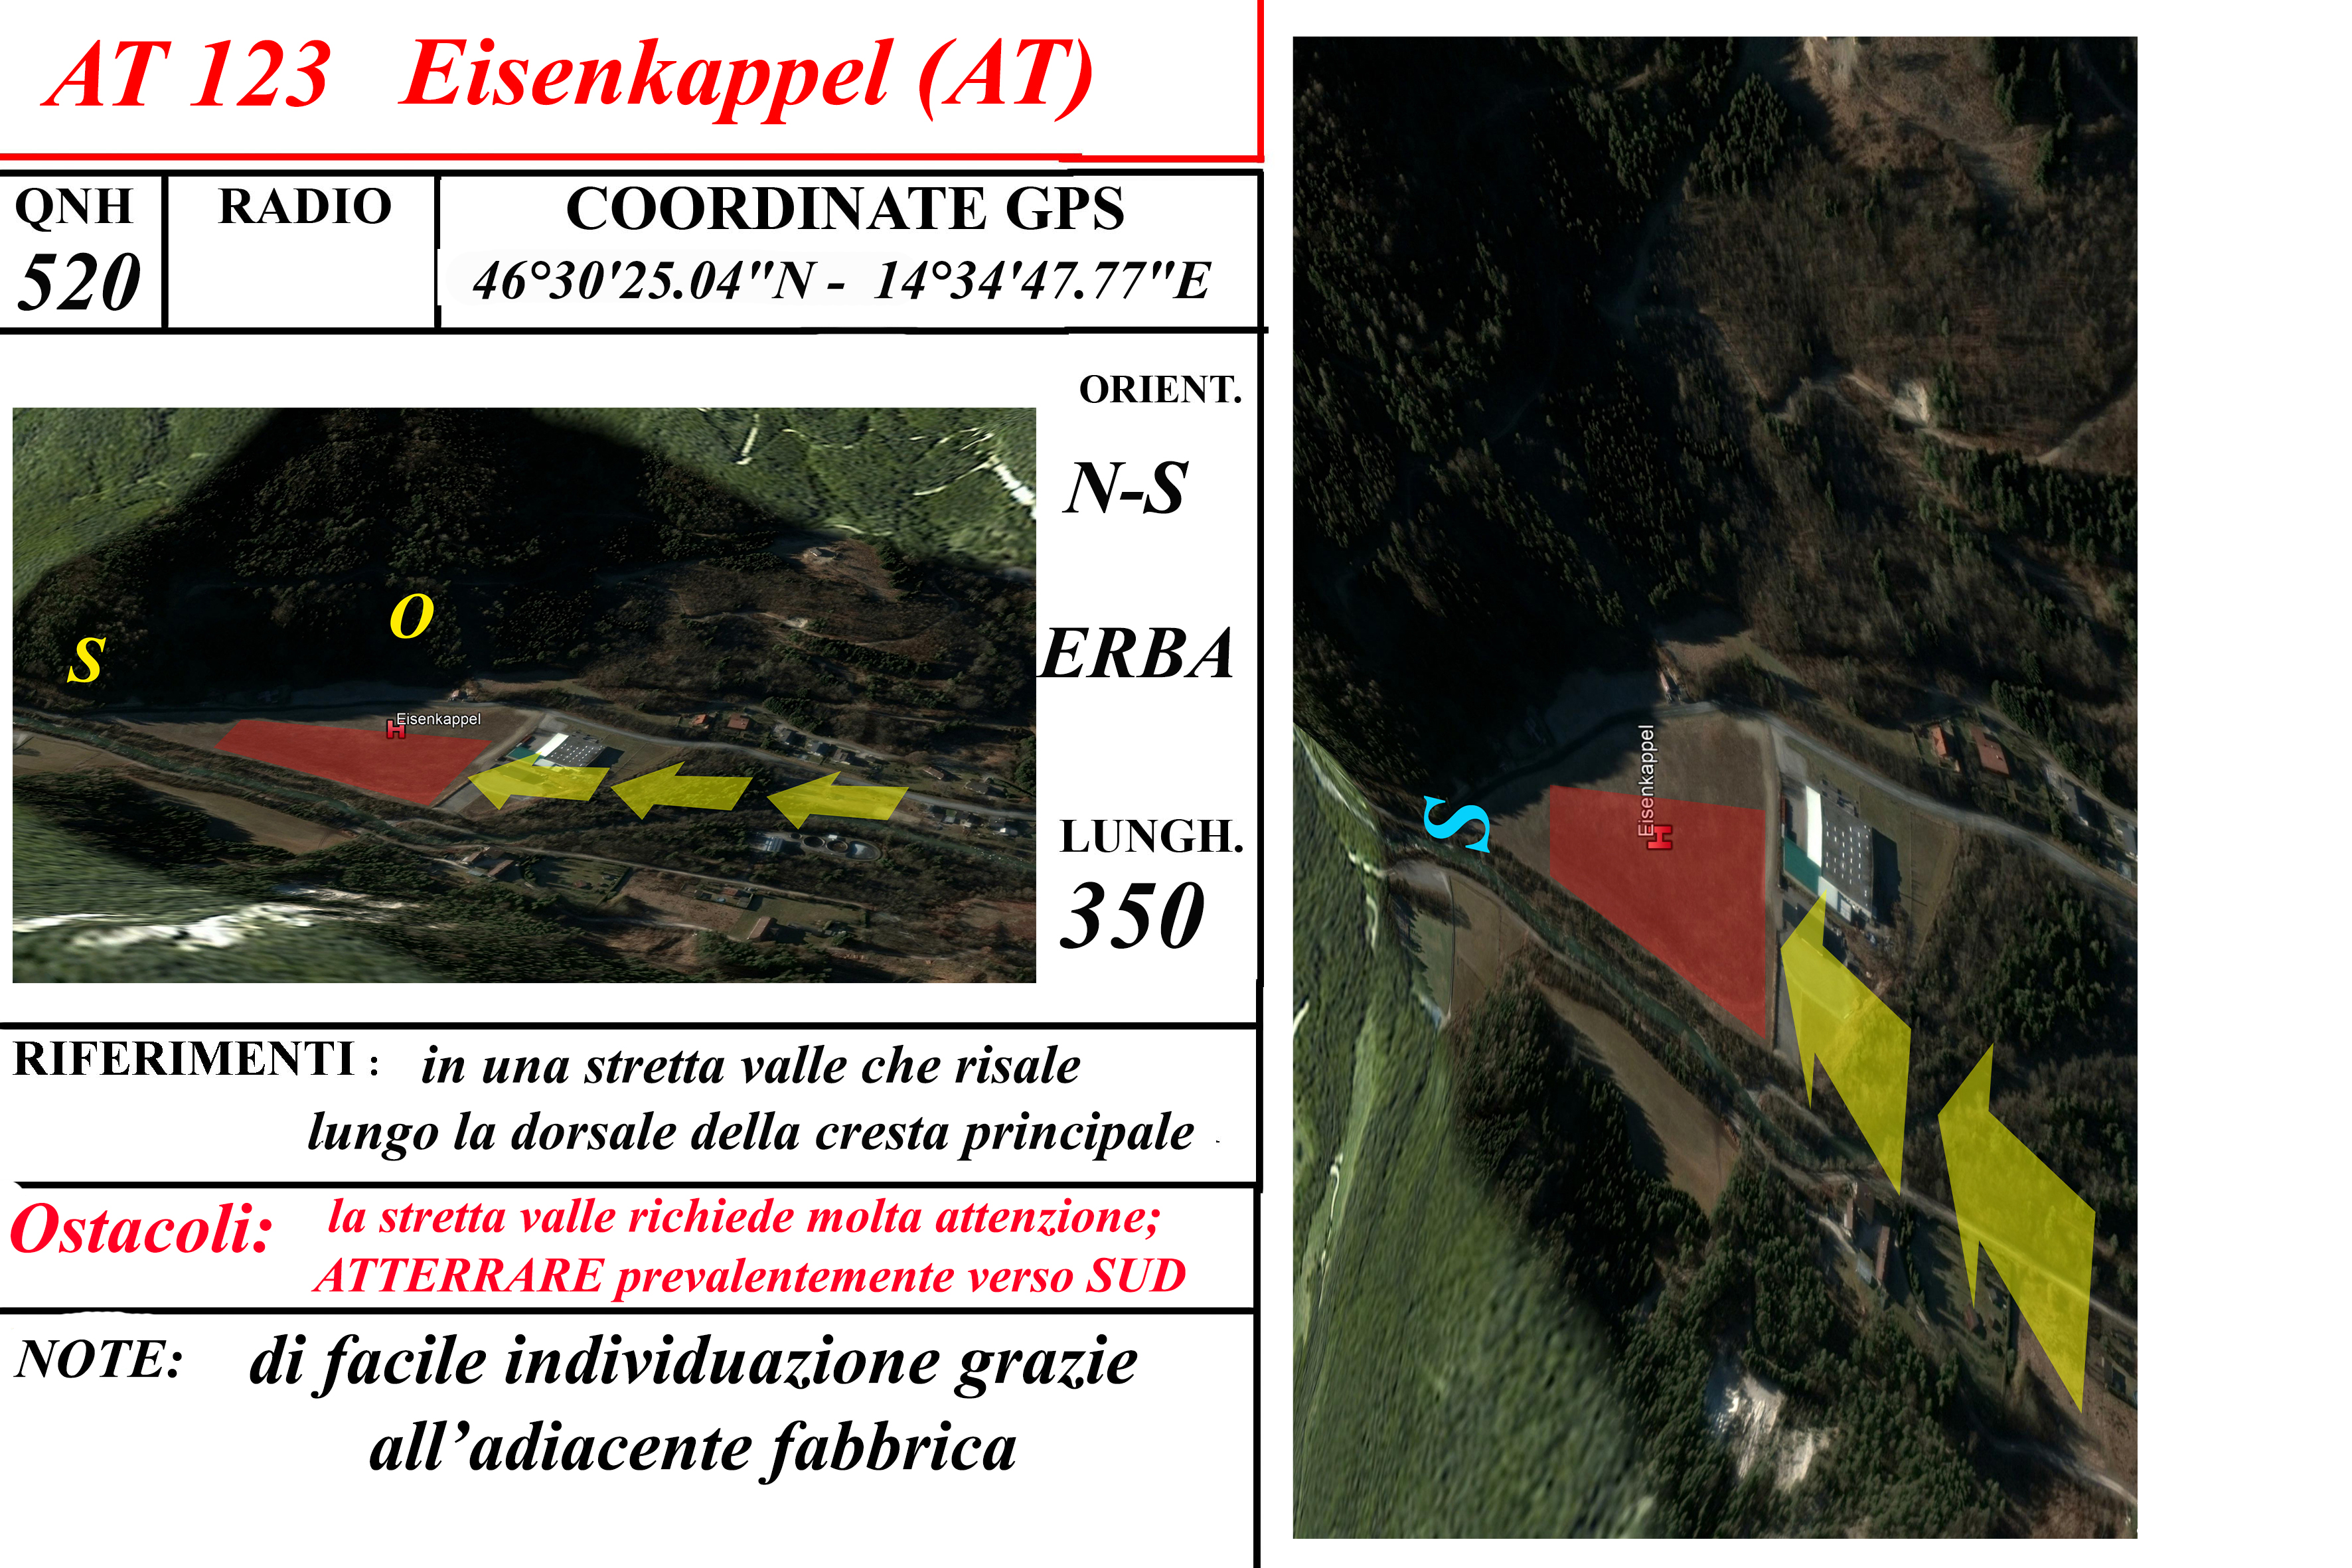 AT 123 Eisenkappel (AT)
QNH
520
RADIO
COORDINATE GPS
46°30'25.04"N - 14°34'47.77"E
ORIENT.
N-S
ERBA
LUNGH.
350
S
O
Eisenkappel
H
RIFERIMENTI : in una stretta valle che risale
lungo la dorsale della cresta principale
Ostacoli: la stretta valle richiede molta attenzione;
ATTERRARE prevalentemente verso SUD
NOTE: di facile individuazione grazie
all’adiacente fabbrica
S
Eisenkappel
H